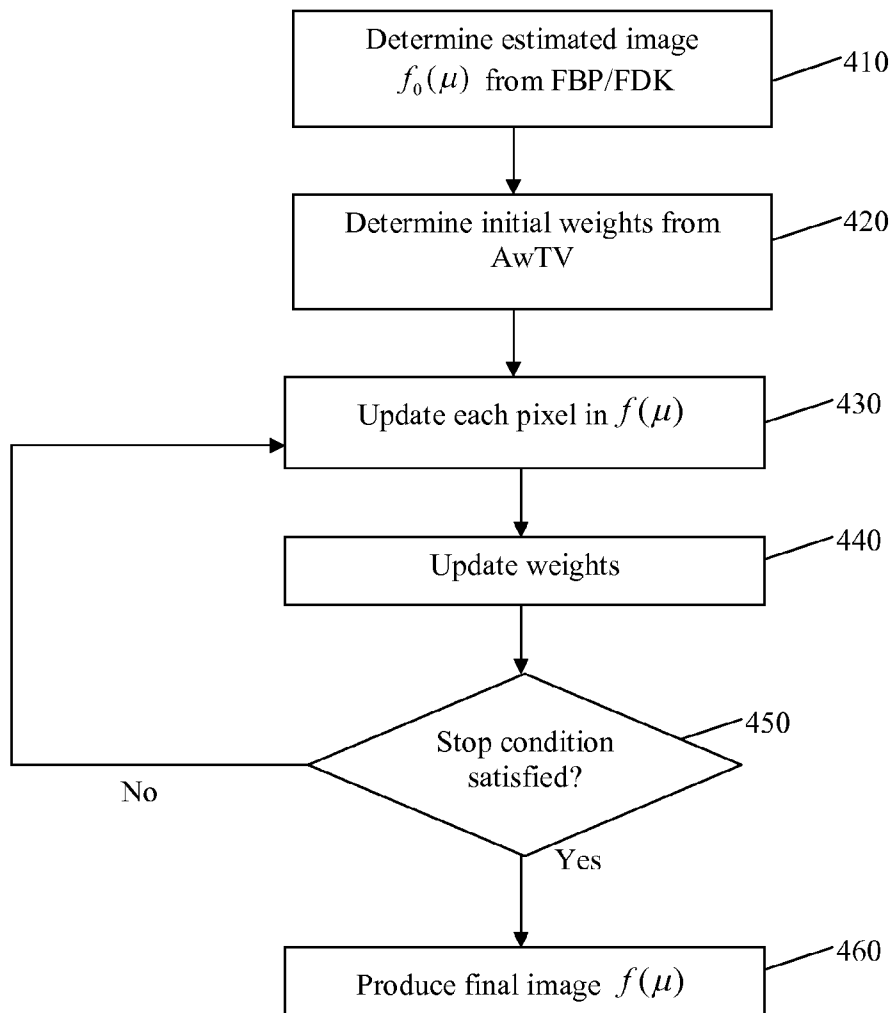 Determine estimated image
f₀(μ) from FBP/FDK
410
Determine initial weights from
AwTV
420
Update each pixel in f(μ)
430
Update weights
440
Stop condition
satisfied?
450
No
Yes
Produce final image f(μ)
460